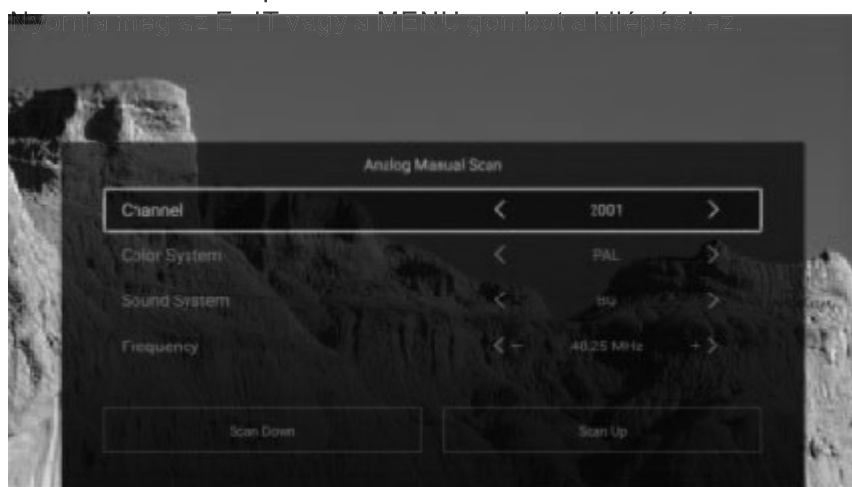 Nyomja meg az EXIT vagy a MENU gombot a kilépéshez.
Analog Manual Scan
Channel < 2001 >
Color System < PAL >
Sound System < >
Frequency < − 48.25 MHz + >
Scan Down Scan Up